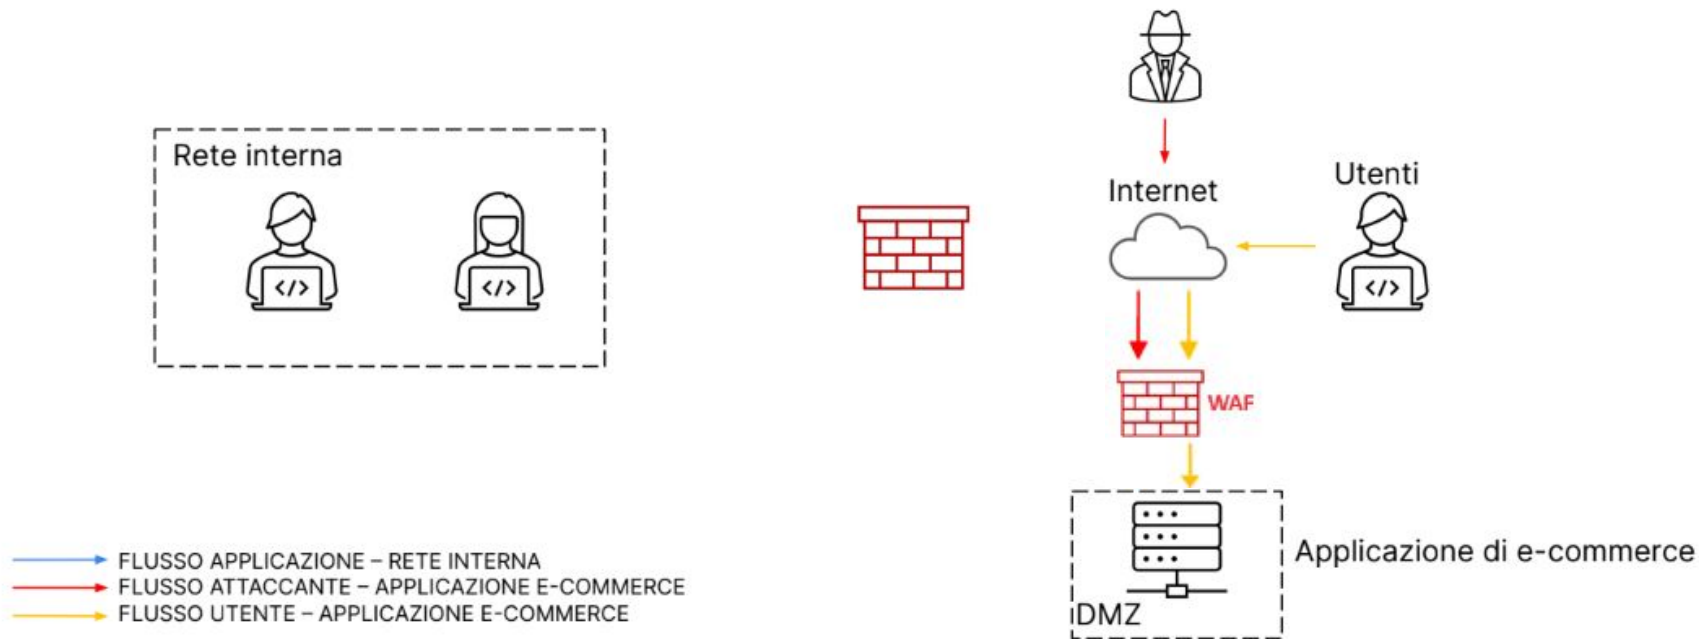 Rete interna
</>
</>
Internet
Utenti
</>
WAF
Applicazione di e-commerce
DMZ
FLUSSO APPLICAZIONE – RETE INTERNA
FLUSSO ATTACCANTE – APPLICAZIONE E-COMMERCE
FLUSSO UTENTE – APPLICAZIONE E-COMMERCE